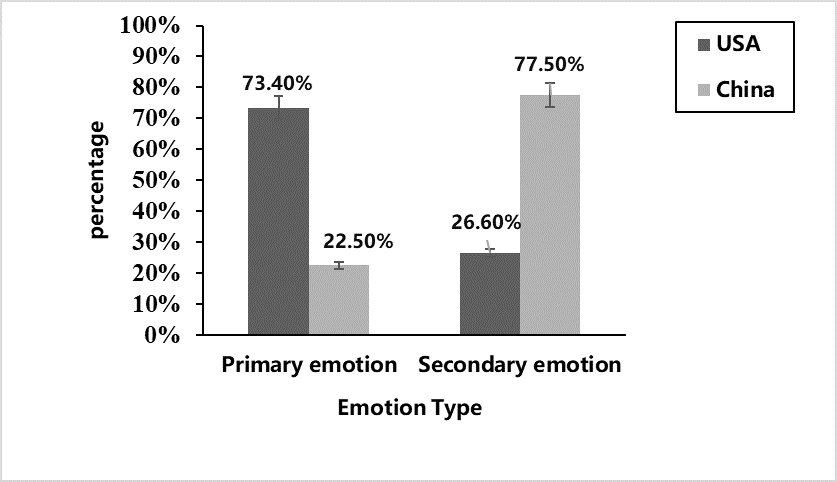 100%
90%
80%
70%
60%
50%
40%
30%
20%
10%
0%
percentage
73.40%
22.50%
26.60%
77.50%
Primary emotion
Secondary emotion
Emotion Type
USA
China